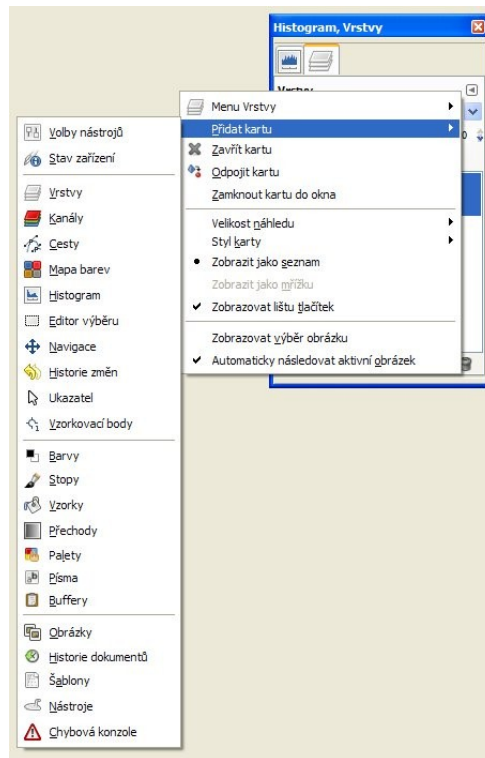 Histogram, Vrstvy
Vrstvy
Menu Vrstvy
Přidat kartu
Zavřít kartu
Odpojit kartu
Zamknout kartu do okna
Velikost náhledu
Styl karty
Zobrazit jako seznam
Zobrazit jako mřížku
Zobrazovat lištu tlačítek
Zobrazovat výběr obrázku
Automaticky následovat aktivní obrázek
Volby nástrojů
Stav zařízení
Vrstvy
Kanály
Cesty
Mapa barev
Histogram
Editor výběru
Navigace
Historie změn
Ukazatel
Vzorkovací body
Barvy
Stopy
Vzorky
Přechody
Palety
Písma
Buffery
Obrázky
Historie dokumentů
Šablony
Nástroje
Chybová konzole